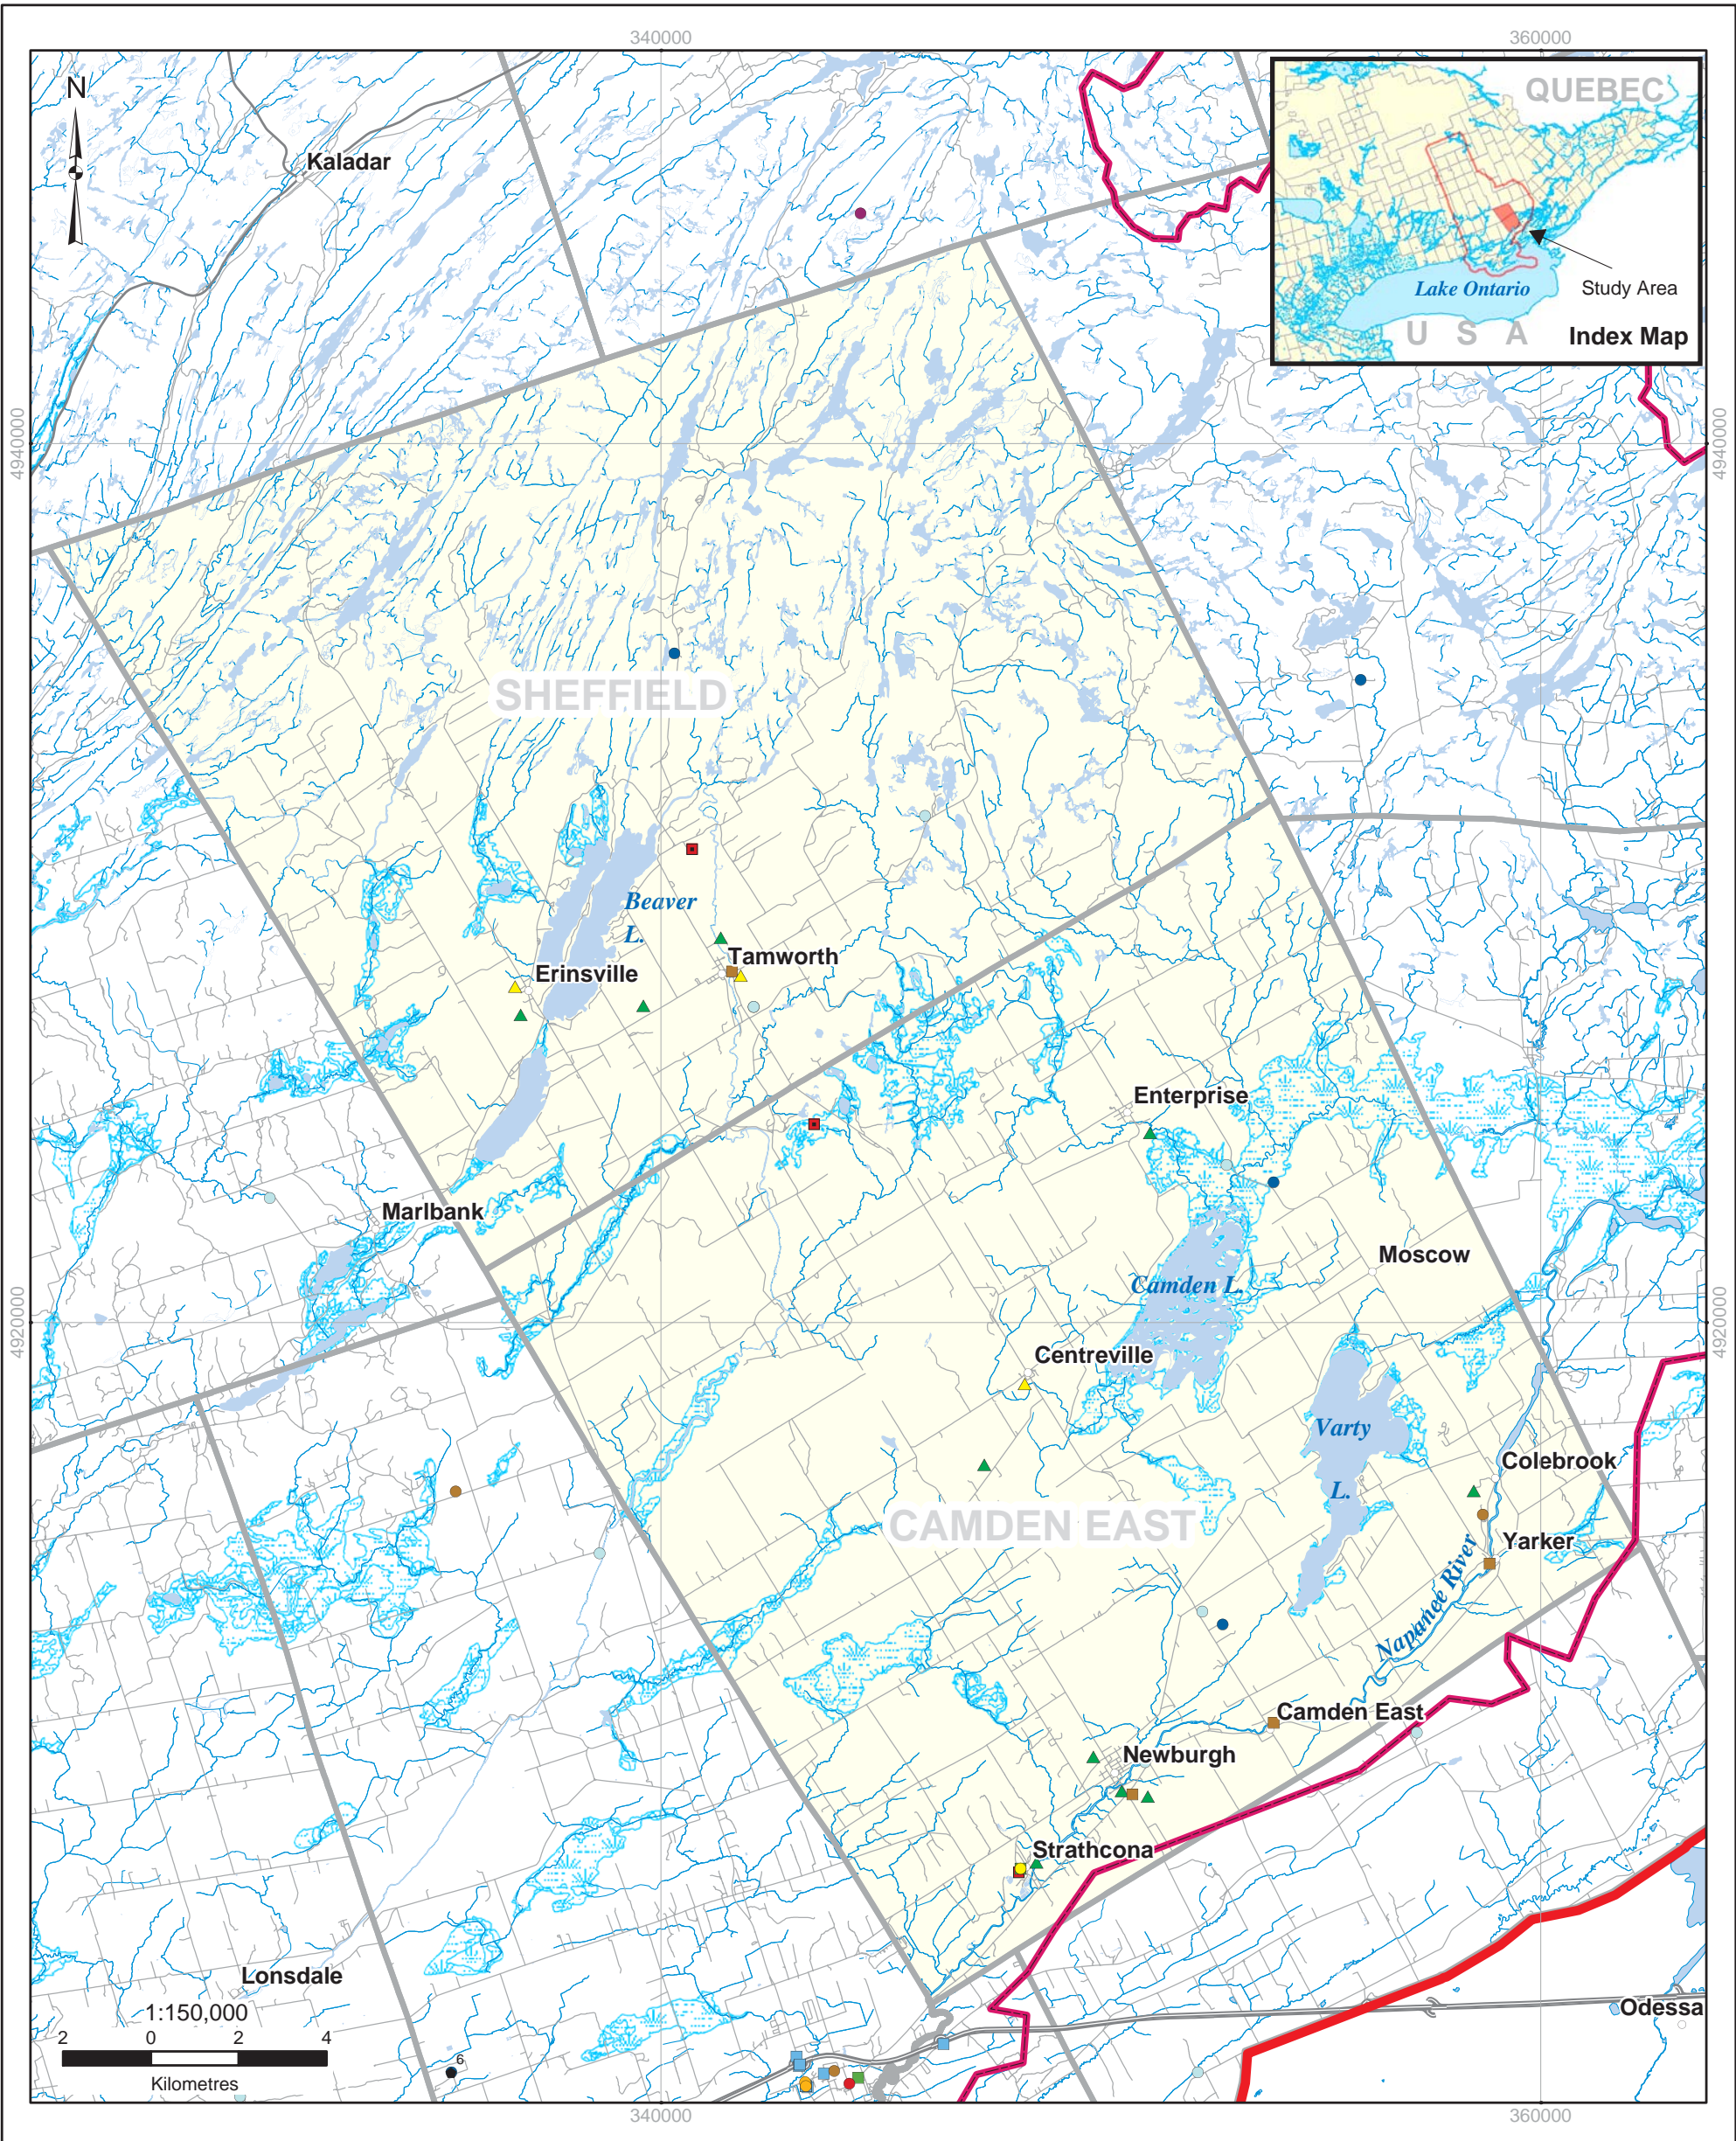 340000
360000
N
QUEBEC
Kaladar
Lake Ontario
Study Area
U S A
Index Map
4940000
4940000
SHEFFIELD
Beaver
L.
Tamworth
Erinsville
Enterprise
Marlbank
Moscow
Camden L.
4920000
4920000
Centreville
Varty
L.
Colebrook
CAMDEN EAST
Yarker
Napanee River
Camden East
Newburgh
Strathcona
Lonsdale
1:150,000
Odessa
2 0 2 4
6
Kilometres
340000
360000